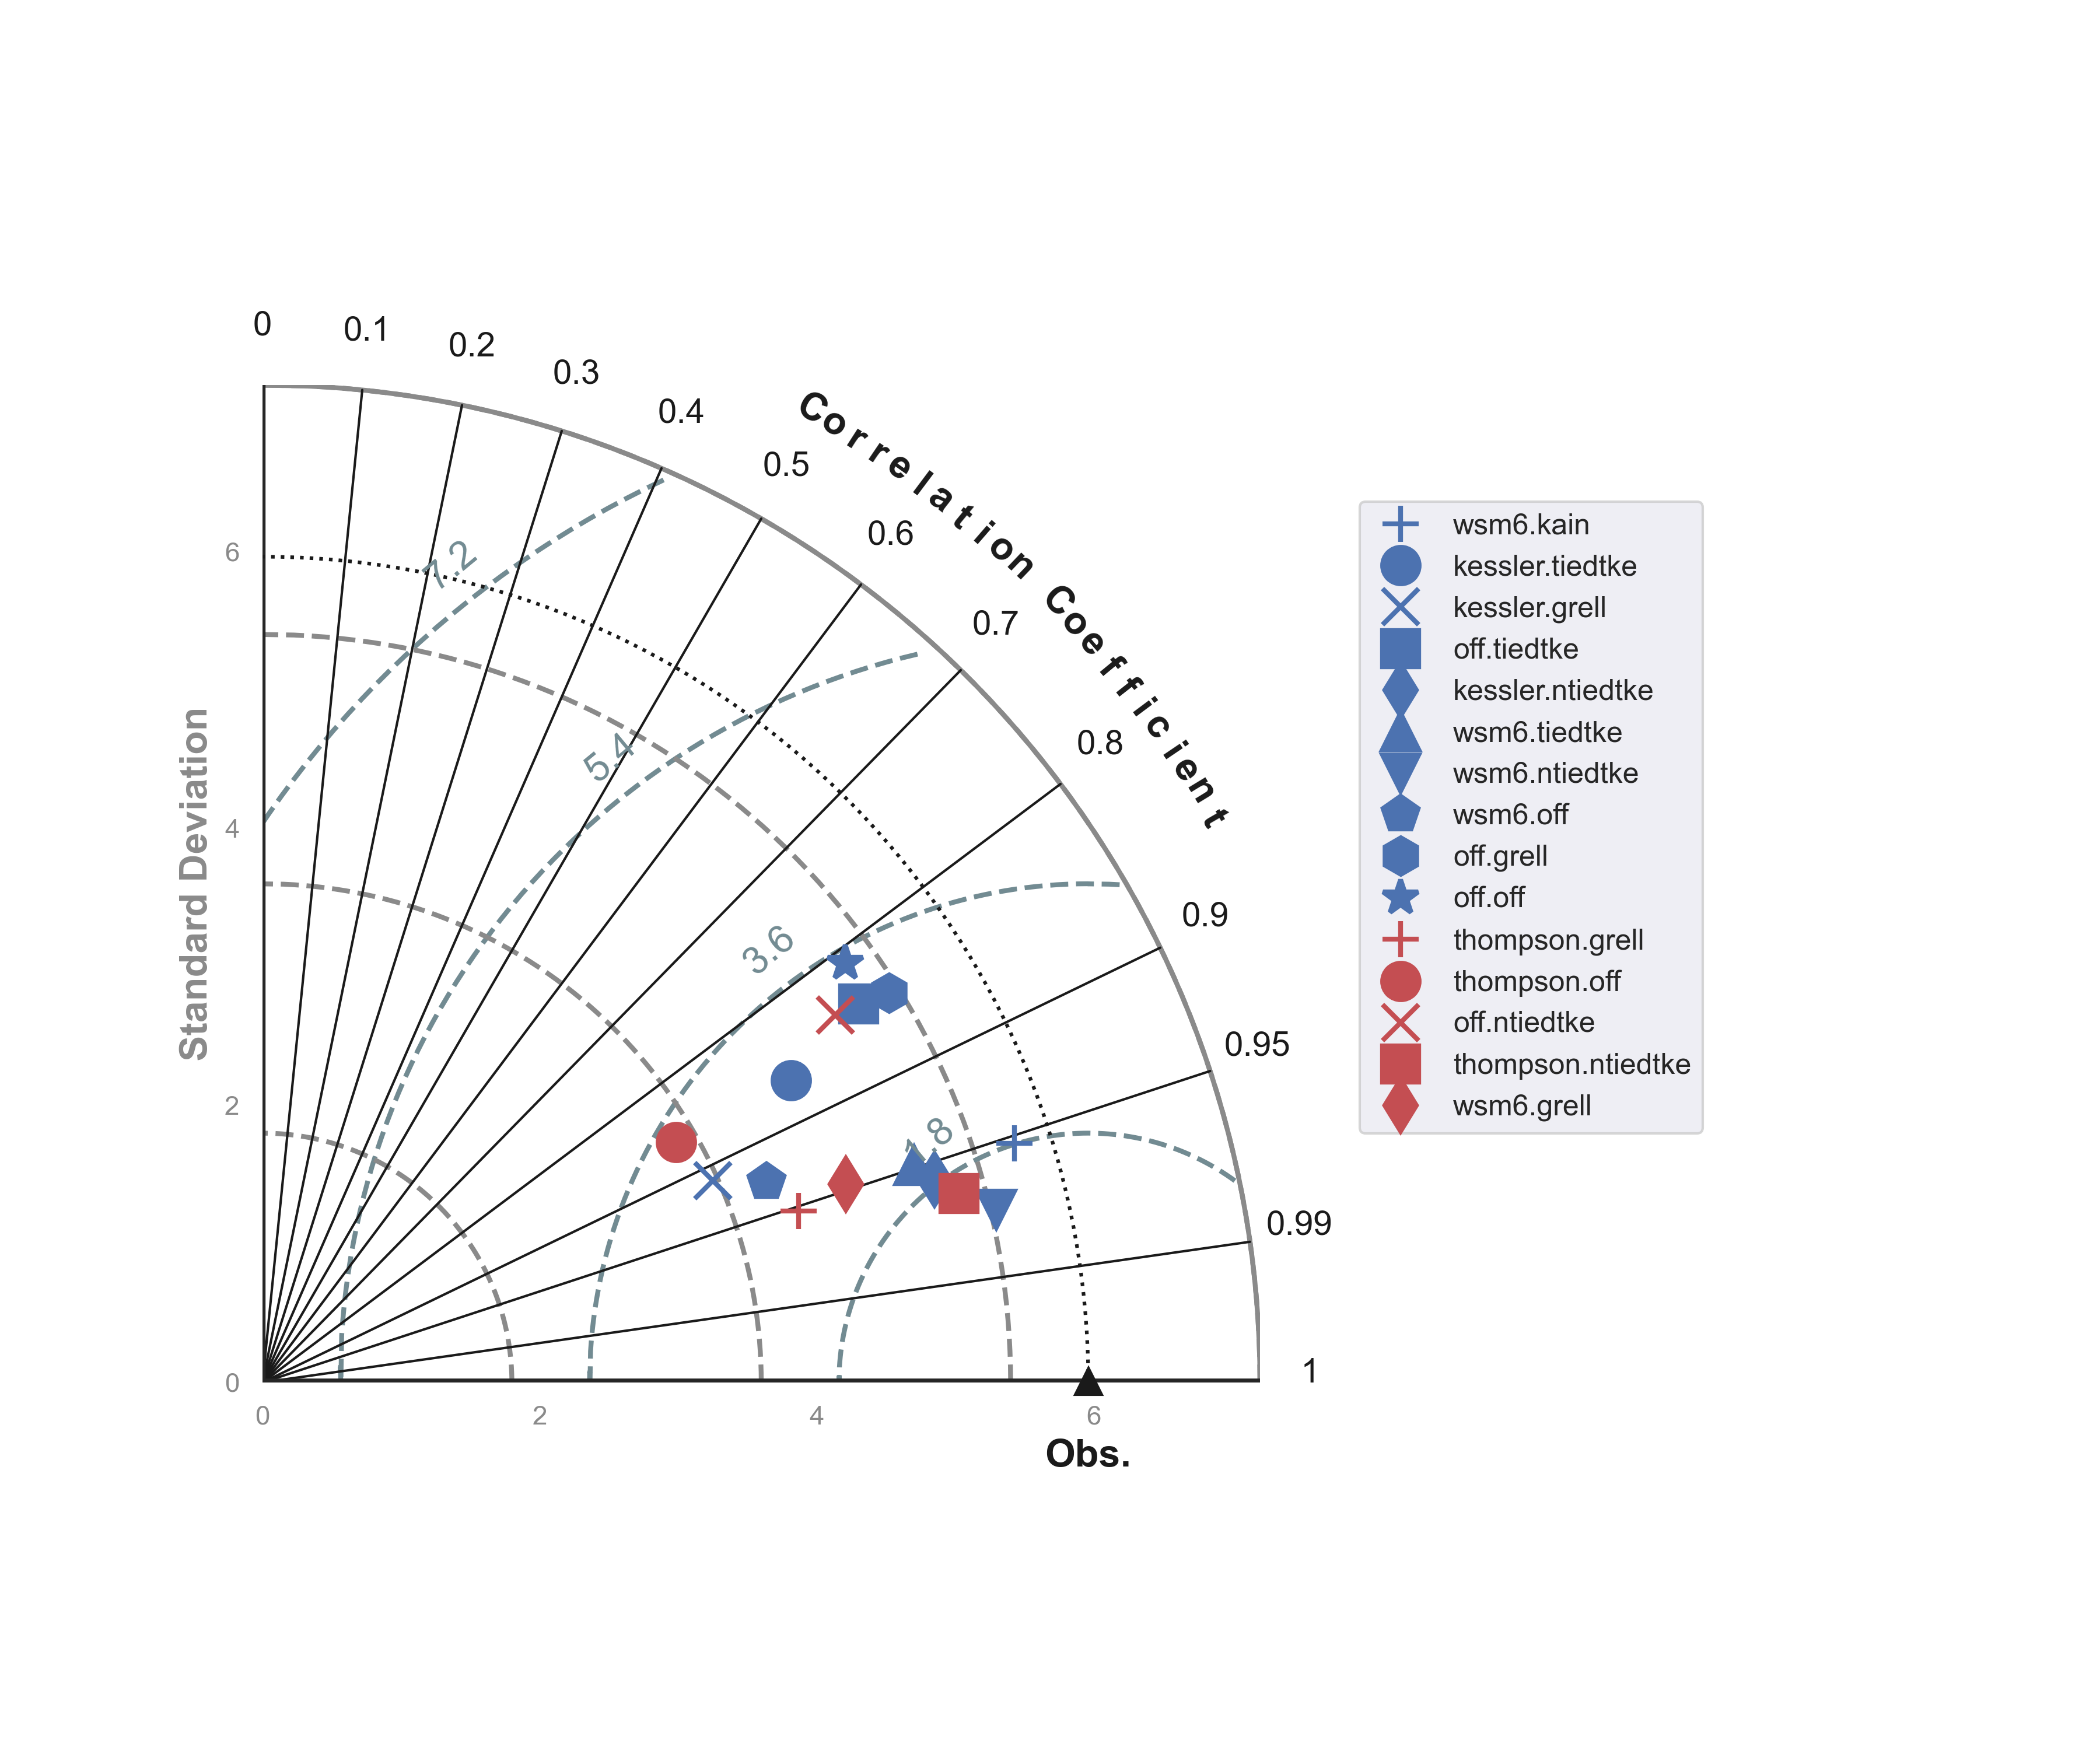 0
0.1
0.2
0.3
0.4
0.5
0.6
0.7
0.8
0.9
0.95
0.99
1
Correlation Coefficient
Standard Deviation
6
4
2
0
0
2
4
6
Obs.
7.2
5.4
3.6
1.8
wsm6.kain
kessler.tiedtke
kessler.grell
off.tiedtke
kessler.ntiedtke
wsm6.tiedtke
wsm6.ntiedtke
wsm6.off
off.grell
off.off
thompson.grell
thompson.off
off.ntiedtke
thompson.ntiedtke
wsm6.grell